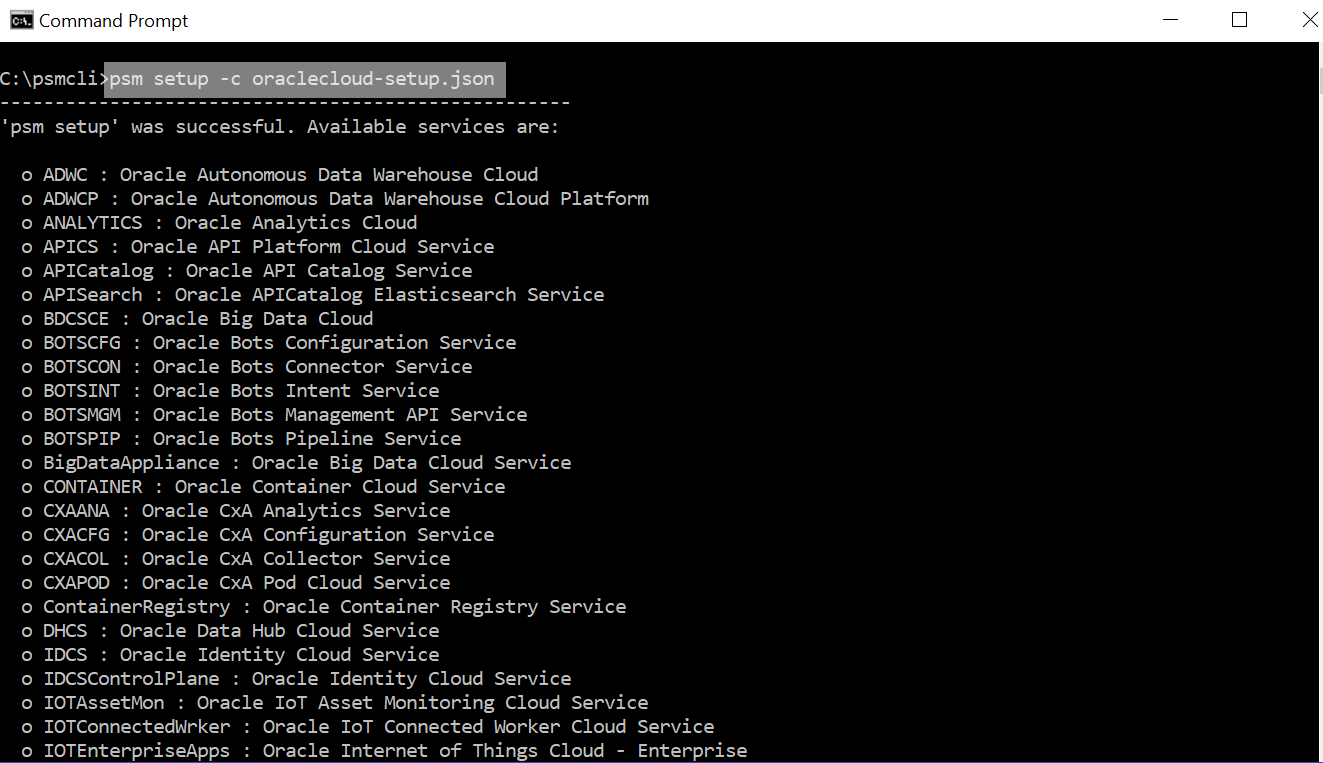 Command Prompt
C:\psmcli>psm setup -c oraclecloud-setup.json
----------------------------------------------------
'psm setup' was successful. Available services are:
o ADWC : Oracle Autonomous Data Warehouse Cloud
o ADWCP : Oracle Autonomous Data Warehouse Cloud Platform
o ANALYTICS : Oracle Analytics Cloud
o APICS : Oracle API Platform Cloud Service
o APICatalog : Oracle API Catalog Service
o APISearch : Oracle APICatalog Elasticsearch Service
o BDCSCE : Oracle Big Data Cloud
o BOTSCFG : Oracle Bots Configuration Service
o BOTSCON : Oracle Bots Connector Service
o BOTSINT : Oracle Bots Intent Service
o BOTSMGM : Oracle Bots Management API Service
o BOTSPIP : Oracle Bots Pipeline Service
o BigDataAppliance : Oracle Big Data Cloud Service
o CONTAINER : Oracle Container Cloud Service
o CXAANA : Oracle CxA Analytics Service
o CXACFG : Oracle CxA Configuration Service
o CXACOL : Oracle CxA Collector Service
o CXAPOD : Oracle CxA Pod Cloud Service
o ContainerRegistry : Oracle Container Registry Service
o DHCS : Oracle Data Hub Cloud Service
o IDCS : Oracle Identity Cloud Service
o IDCSControlPlane : Oracle Identity Cloud Service
o IOTAssetMon : Oracle IoT Asset Monitoring Cloud Service
o IOTConnectedWrker : Oracle IoT Connected Worker Cloud Service
o IOTEnterpriseApps : Oracle Internet of Things Cloud - Enterprise